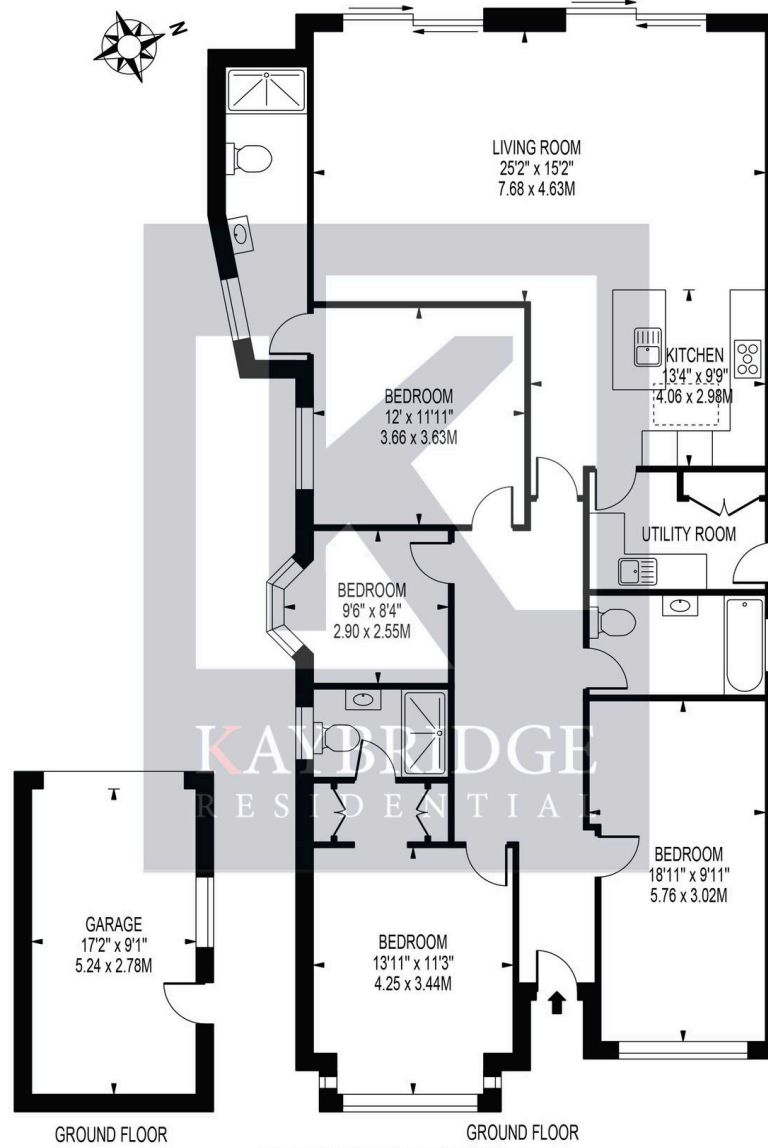 N
LIVING ROOM
25'2" x 15'2"
7.68 x 4.63M
KITCHEN
13'4" x 9'9"
4.06 x 2.98M
BEDROOM
12' x 11'11"
3.66 x 3.63M
UTILITY ROOM
BEDROOM
9'6" x 8'4"
2.90 x 2.55M
KAYBRIDGE
RESIDENTIAL
BEDROOM
18'11" x 9'11"
5.76 x 3.02M
GARAGE
17'2" x 9'1"
5.24 x 2.78M
BEDROOM
13'11" x 11'3"
4.25 x 3.44M
GROUND FLOOR
GROUND FLOOR